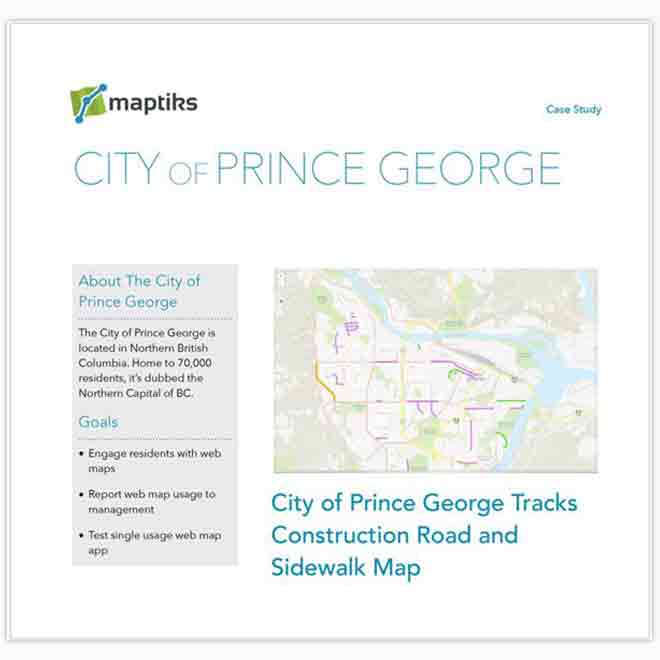 maptiks
Case Study
CITY OF PRINCE GEORGE
About The City of
Prince George
The City of Prince George is
located in Northern British
Columbia. Home to 70,000
residents, it's dubbed the
Northern Capital of BC.
Goals
• Engage residents with web
maps
• Report web map usage to
management
• Test single usage web map
app
City of Prince George Tracks
Construction Road and
Sidewalk Map